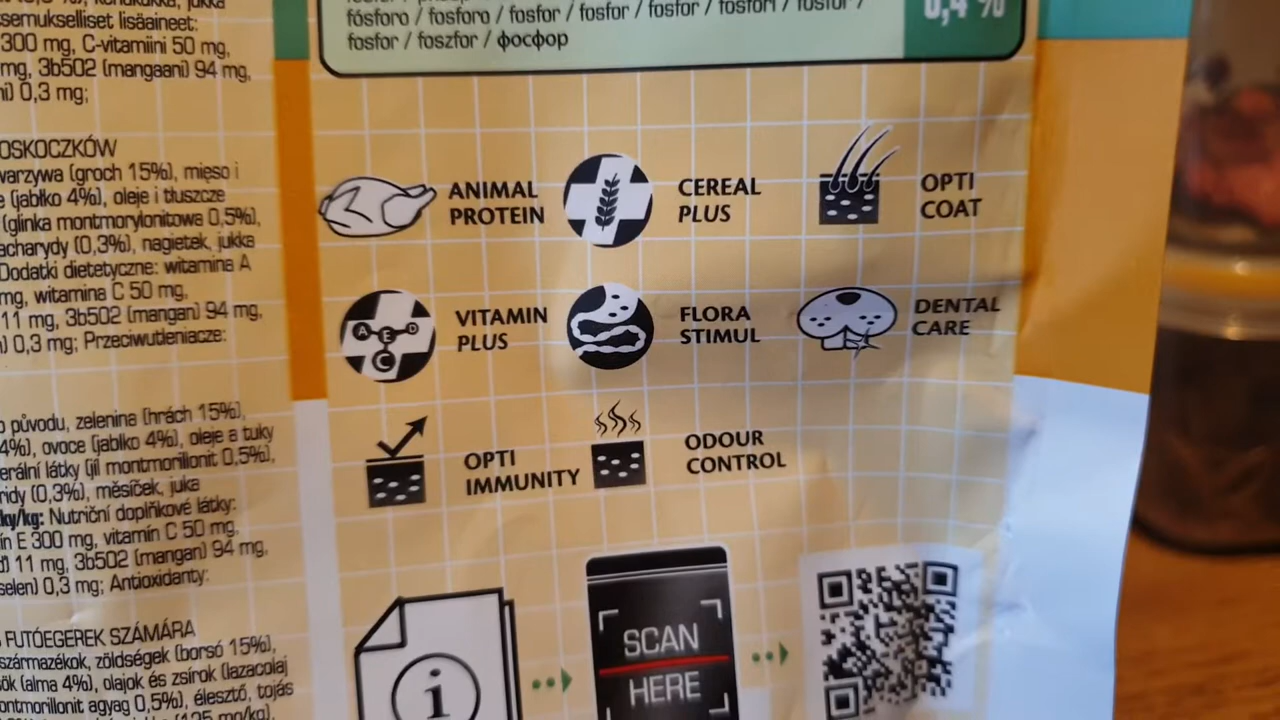 semukselliset lisäaineet:
300 mg, C-vitamiini 50 mg,
mg, 3b502 (mangaani) 94 mg,
ni) 0,3 mg;
OSKOCZKÓW
warzywa (groch 15%), mięso i
e (jabłko 4%), oleje i tłuszcze
(glinka montmorylonitowa 0,5%),
acharydy (0,3%), nagietek, jukka
Dodatki dietetyczne: witamina A
mg, witamina C 50 mg,
11 mg, 3b502 (mangan) 94 mg,
n) 0,3 mg; Przeciwutleniacze:
o původu, zelenina (hrách 15%),
4%), ovoce (jablko 4%), oleje a tuky
erální látky (jíl montmorillonit 0,5%),
ridy (0,3%), měsíček, juka
ky/kg: Nutriční doplňkové látky:
ín E 300 mg, vitamín C 50 mg,
d) 11 mg, 3b502 (mangan) 94 mg,
selen) 0,3 mg; Antioxidanty:
FUTÓEGEREK SZÁMÁRA
származékok, zöldségek (borsó 15%),
sök (alma 4%), olajok és zsírok (lazacolaj
ontmorillonit agyag 0,5%), élesztő, tojás
fósforo / fosforo / fosfor / fosfor / fosfor / fosfori / fosfor /
fosfor / foszfor / фосфор
0,4 %
ANIMAL
PROTEIN
CEREAL
PLUS
OPTI
COAT
A E D
C
VITAMIN
PLUS
FLORA
STIMUL
DENTAL
CARE
OPTI
IMMUNITY
ODOUR
CONTROL
i
SCAN
HERE